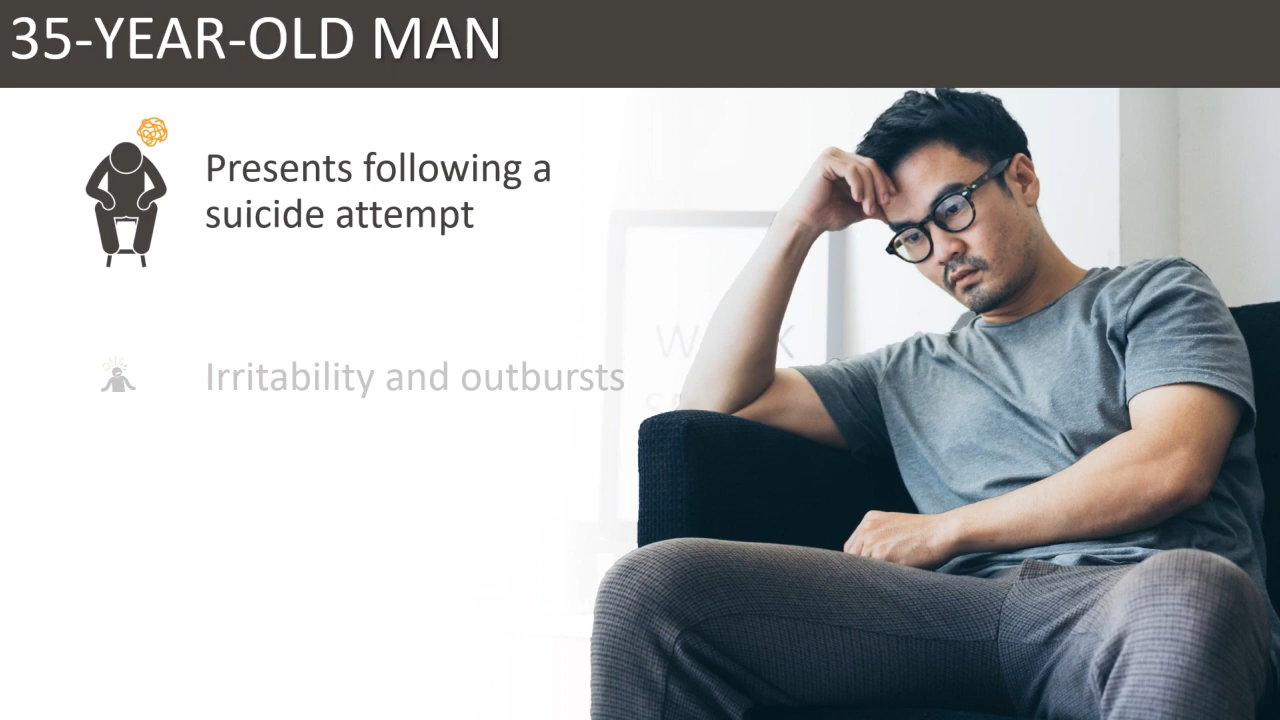 35-YEAR-OLD MAN
Presents following a
suicide attempt
Irritability and outbursts